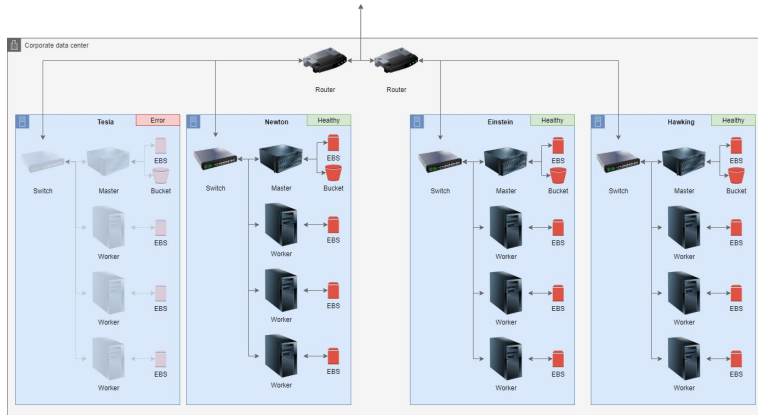 Corporate data center
Router
Router
Tesla
Error
Switch
Master
EBS
Bucket
Worker
EBS
Worker
EBS
Worker
EBS
Newton
Healthy
Switch
Master
EBS
Bucket
Worker
EBS
Worker
EBS
Worker
EBS
Einstein
Healthy
Switch
Master
EBS
Bucket
Worker
EBS
Worker
EBS
Worker
EBS
Hawking
Healthy
Switch
Master
EBS
Bucket
Worker
EBS
Worker
EBS
Worker
EBS